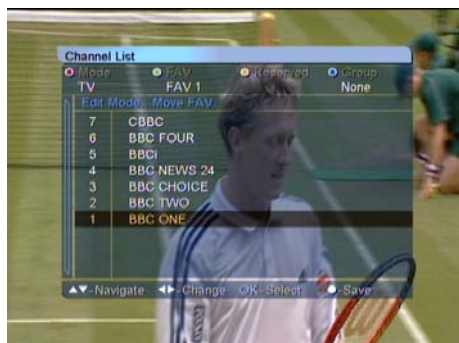 Channel List
Mode FAV Reserved Group
TV FAV 1 None
Edit Mode: Move FAV.
7 CBBC
6 BBC FOUR
5 BBCi
4 BBC NEWS 24
3 BBC CHOICE
2 BBC TWO
1 BBC ONE
▲▼-Navigate ◄►-Change OK-Select -Save